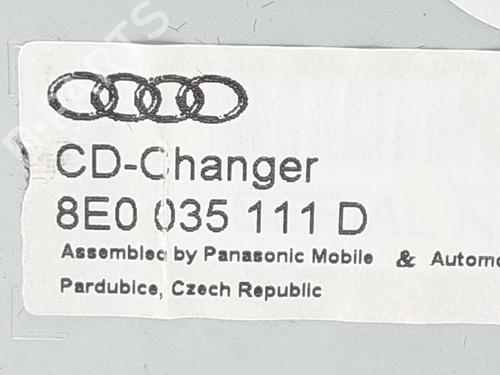 CD-Changer
8E0 035 111 D
Assembled by Panasonic Mobile & Automo
Pardubice, Czech Republic